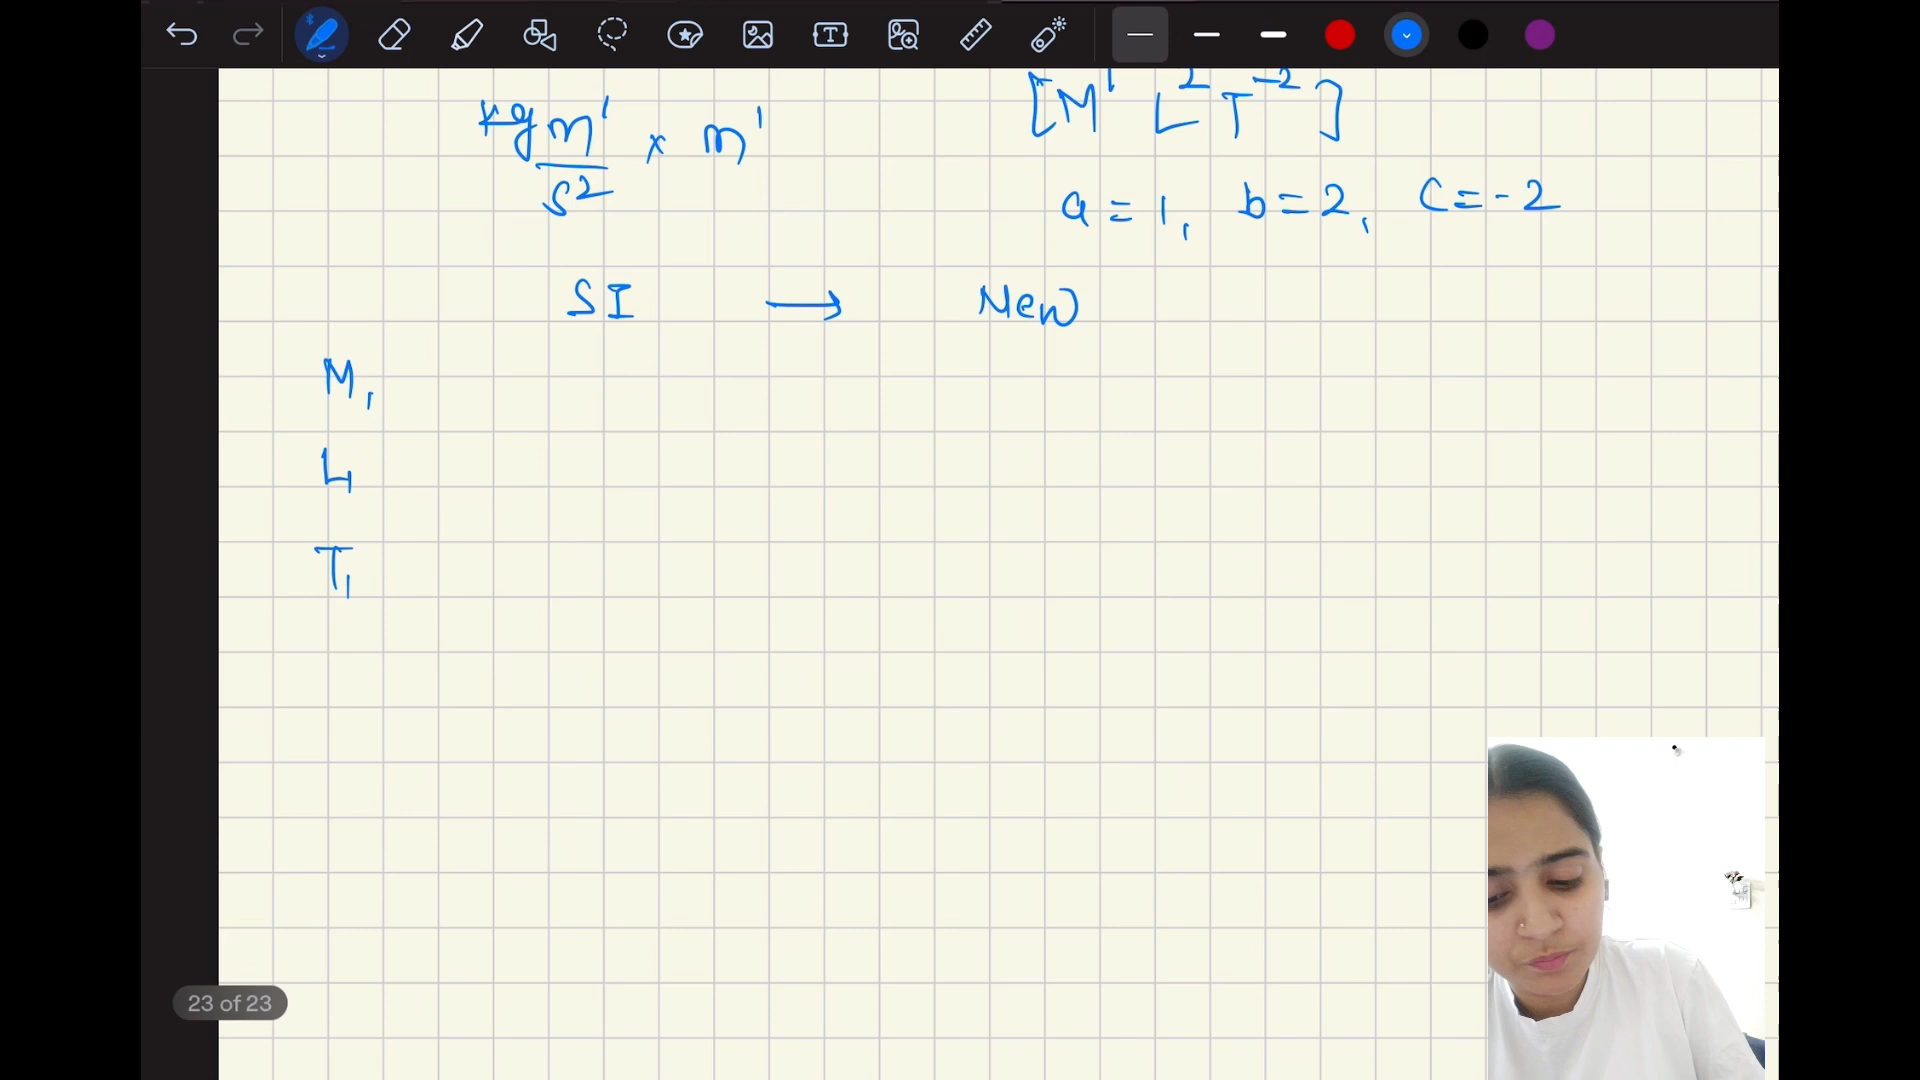 [M¹ L² T⁻²]
kg m¹ / s² × m¹
a = 1, b = 2, c = -2
SI → New
M₁
L₁
T₁
23 of 23